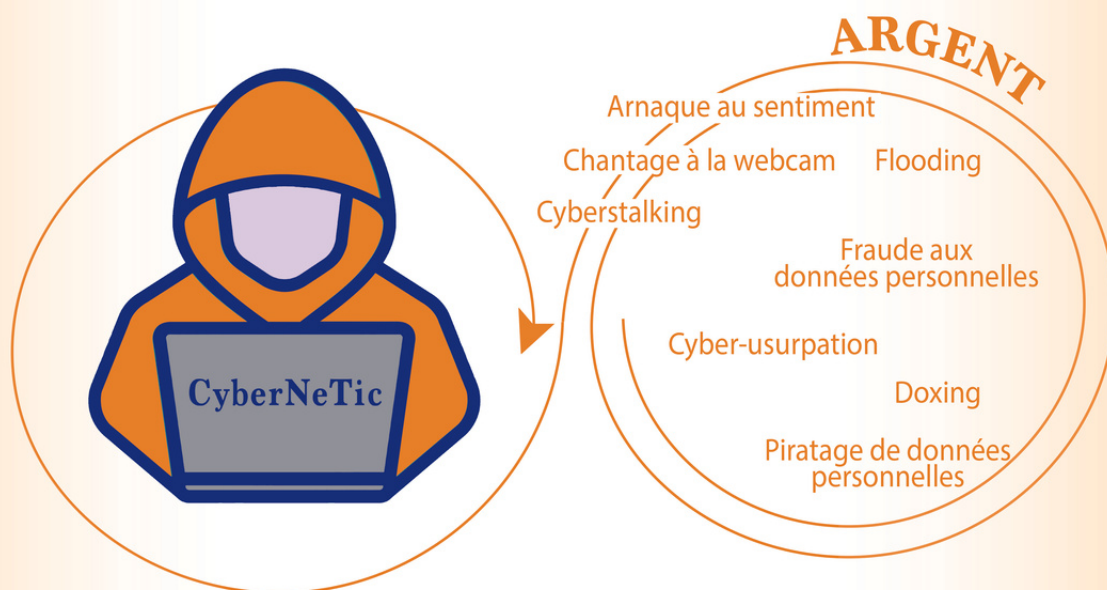 ARGENT
Arnaque au sentiment
Chantage à la webcam
Flooding
Cyberstalking
Fraude aux
données personnelles
Cyber-usurpation
Doxing
Piratage de données
personnelles
CyberNeTic